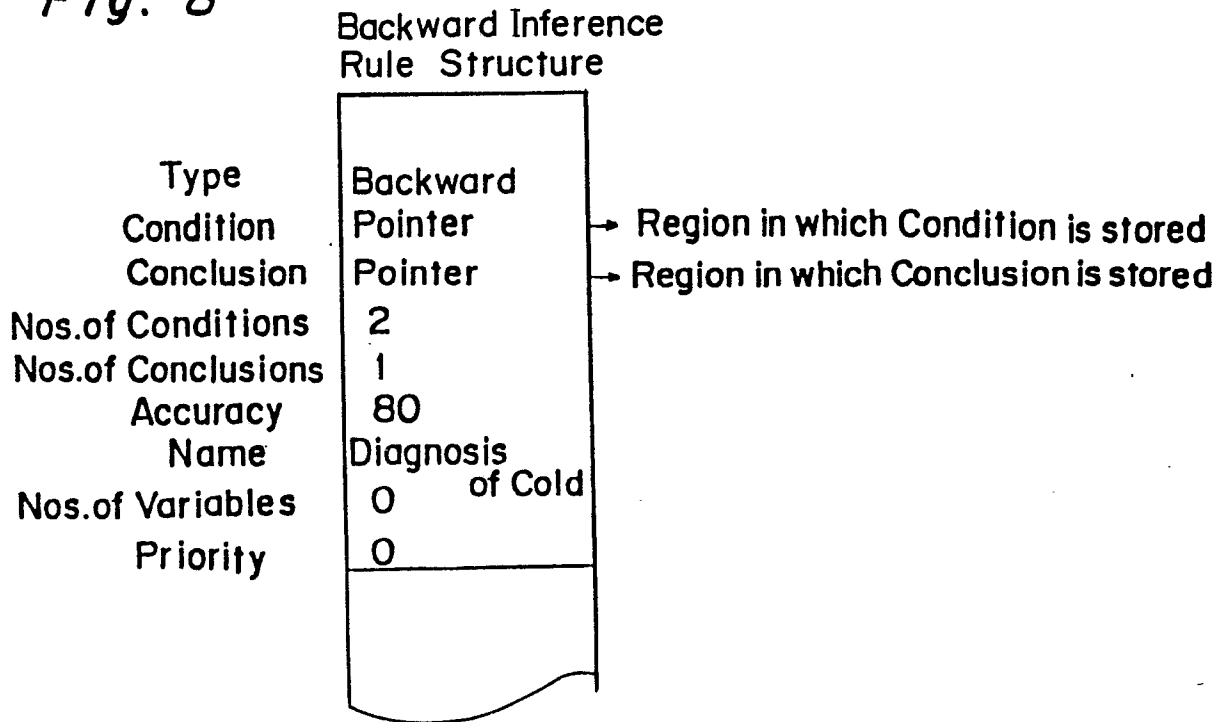 Fig. 8
Backward Inference
Rule Structure
Type Backward
Condition Pointer → Region in which Condition is stored
Conclusion Pointer → Region in which Conclusion is stored
Nos.of Conditions 2
Nos.of Conclusions 1
Accuracy 80
Name Diagnosis
of Cold
Nos.of Variables 0
Priority 0